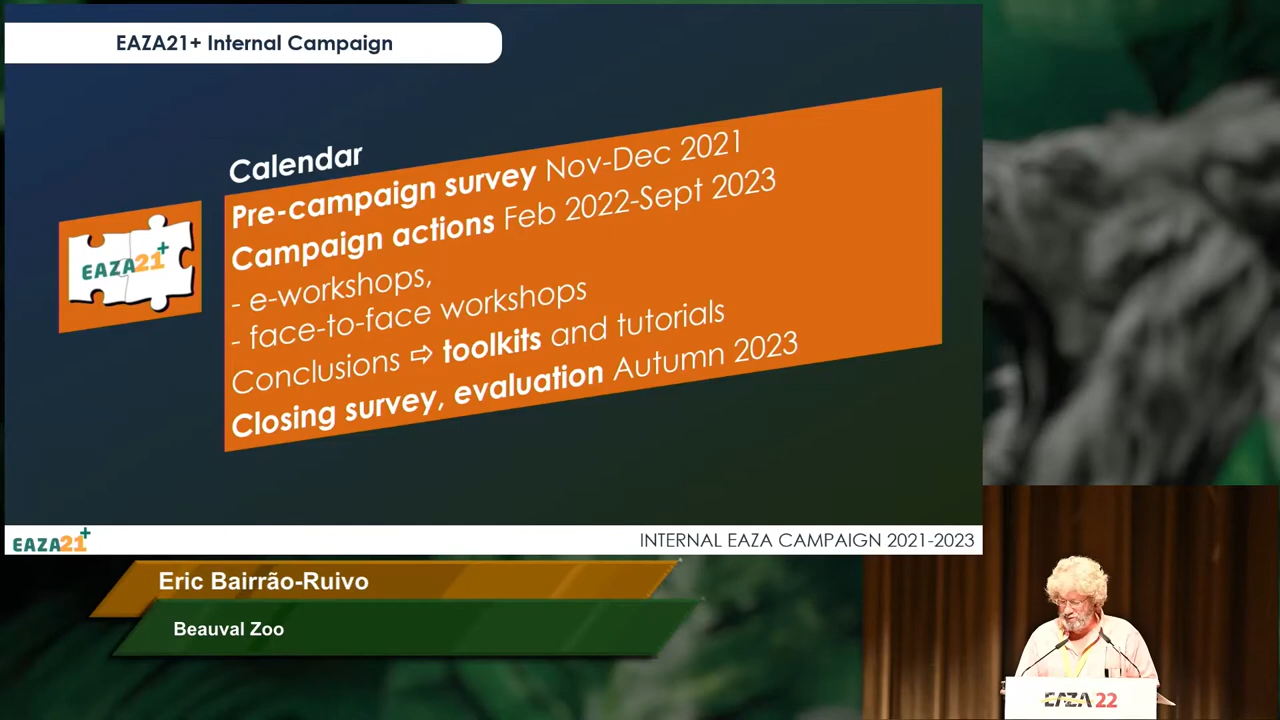 EAZA21+ Internal Campaign
Calendar
Pre-campaign survey Nov-Dec 2021
Campaign actions Feb 2022-Sept 2023
- e-workshops,
- face-to-face workshops
Conclusions ⇨ toolkits and tutorials
Closing survey, evaluation Autumn 2023
EAZA21+
EAZA21+
INTERNAL EAZA CAMPAIGN 2021-2023
Eric Bairrão-Ruivo
Beauval Zoo
EAZA 22